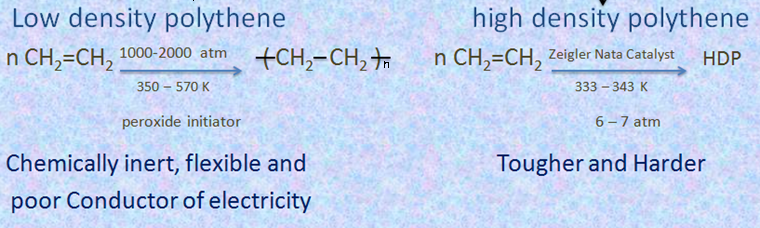 Low density polythene
n CH₂=CH₂ 1000-2000 atm (CH₂–CH₂)n
350 – 570 K
peroxide initiator
Chemically inert, flexible and
poor Conductor of electricity
high density polythene
n CH₂=CH₂ Zeigler Nata Catalyst HDP
333 – 343 K
6 – 7 atm
Tougher and Harder